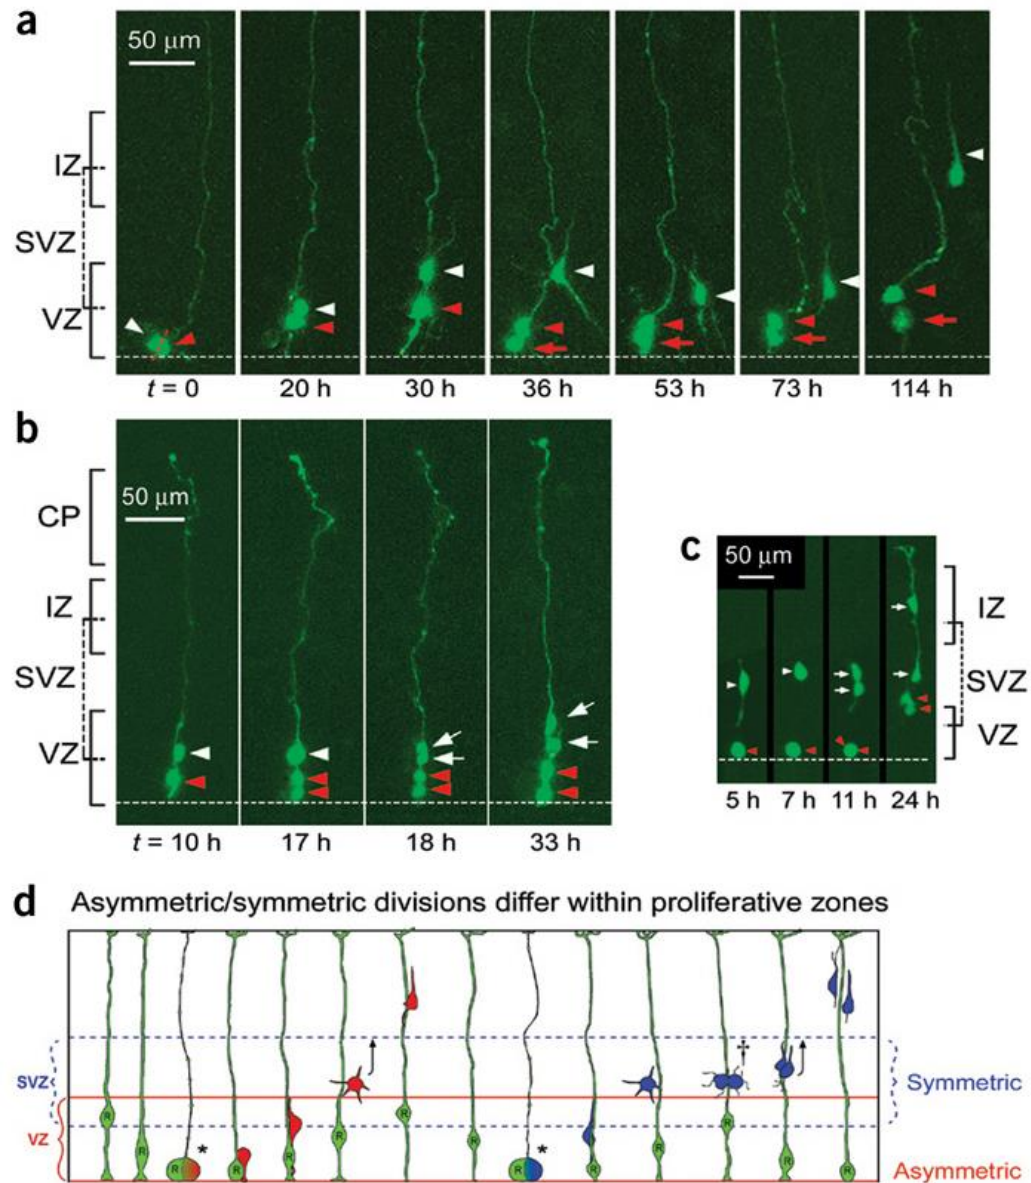 a
50 μm
IZ
SVZ
VZ
t = 0 20 h 30 h 36 h 53 h 73 h 114 h
b
CP
50 μm
IZ
SVZ
VZ
t = 10 h 17 h 18 h 33 h
c
50 μm
IZ
SVZ
VZ
5 h 7 h 11 h 24 h
d Asymmetric/symmetric divisions differ within proliferative zones
SVZ
Symmetric
VZ
R R R R R R R R R R R R R R
* *
Asymmetric